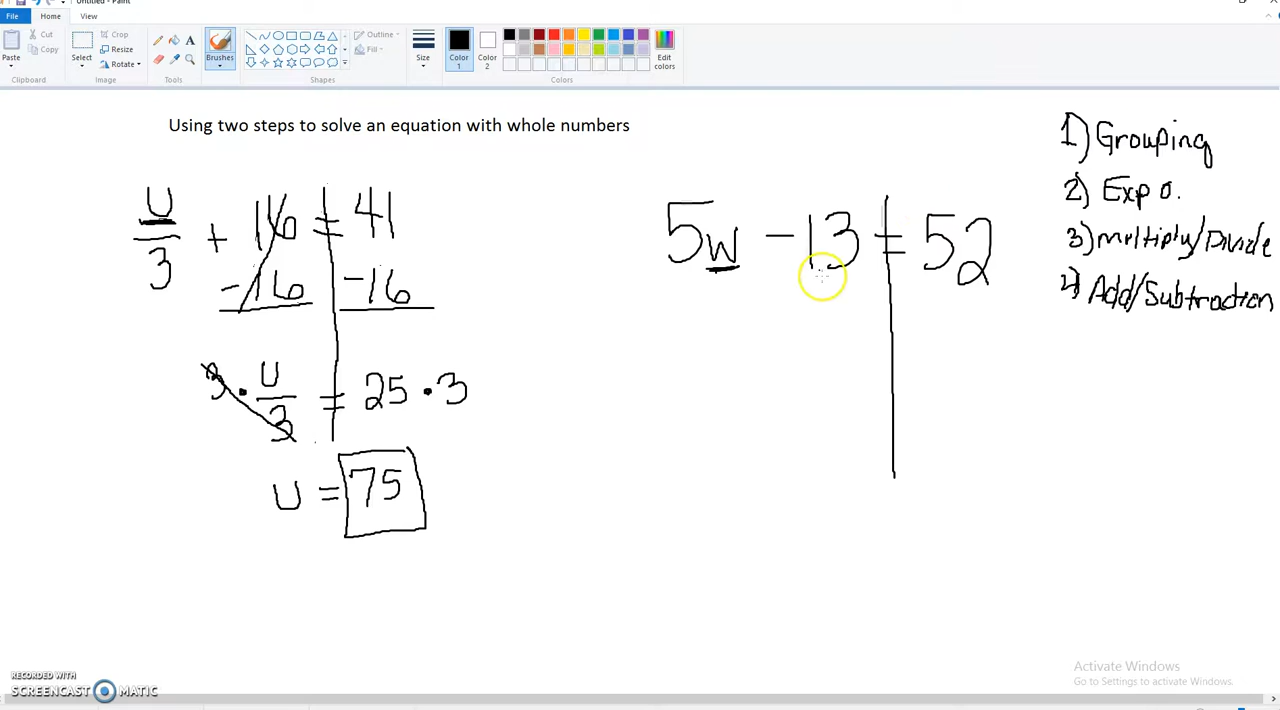 Untitled - Paint
File Home View
Paste Cut Copy Clipboard
Select Crop Resize Rotate Image
Tools
Brushes
Outline Fill Shapes
Size
Color 1 Color 2 Edit colors Colors
Using two steps to solve an equation with whole numbers
U/3 + 16 = 41
-16 -16
3 · U/3 = 25 · 3
U = 75
5w - 13 = 52
1) Grouping
2) Expo.
3) multiply/Divide
4) Add/Subtraction
Activate Windows
Go to Settings to activate Windows.
RECORDED WITH
SCREENCAST MATIC